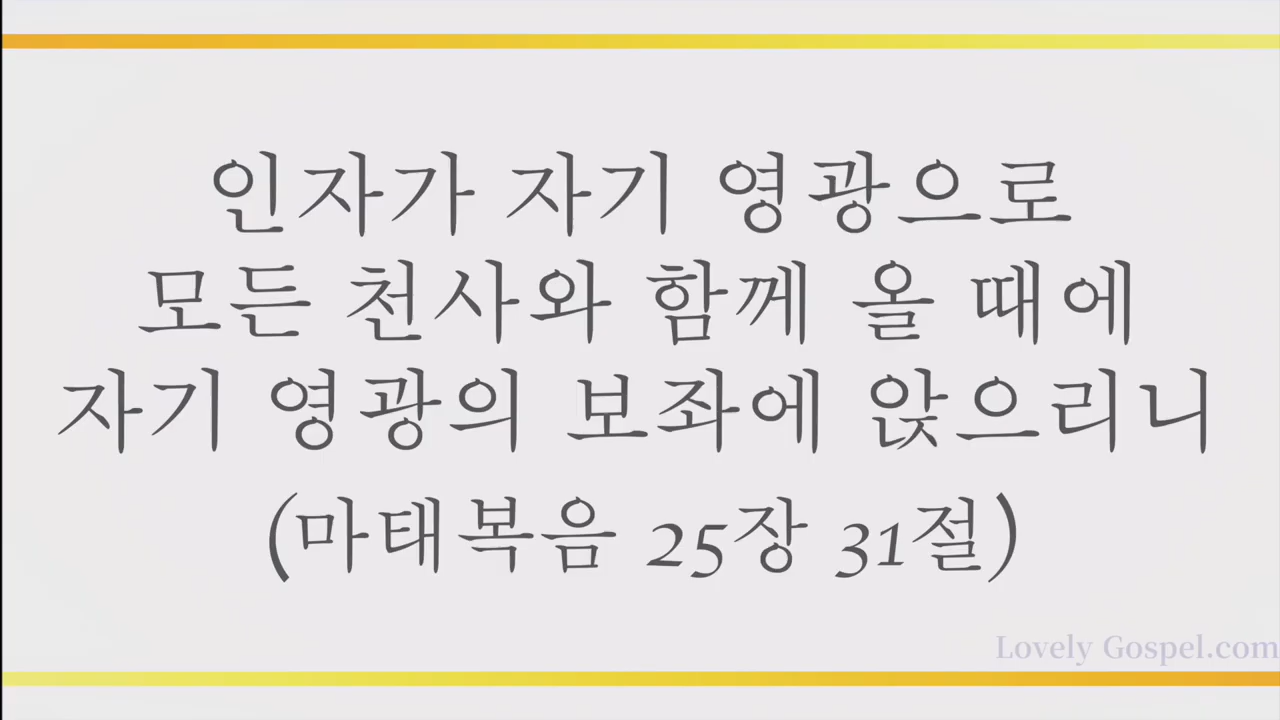 인자가 자기 영광으로
모든 천사와 함께 올 때에
자기 영광의 보좌에 앉으리니
(마태복음 25장 31절)
Lovely Gospel.com